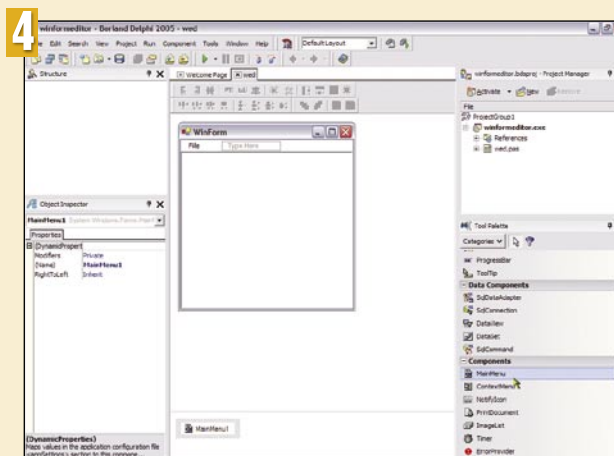 4
winformeditor - Borland Delphi 2005 - wed
File Edit Search View Project Run Component Tools Window Help
Default Layout
Structure
Welcome Page wed
WinForm
File Type Here
Object Inspector
MainMenu1 System.Windows.Forms.Main
Properties
(DynamicPropert
Modifiers Private
(Name) MainMenu1
RightToLeft Inherit
(DynamicProperties)
Maps values in the application configuration file
MainMenu1
winformeditor.bdsproj - Project Manager
Activate New Remove
File
ProjectGroup1
winformeditor.exe
References
wed.pas
Tool Palette
Categories
ProgressBar
ToolTip
Data Components
SqlDataAdapter
SqlConnection
DataView
DataSet
SqlCommand
Components
MainMenu
ContextMenu
NotifyIcon
PrintDocument
ImageList
Timer
ErrorProvider